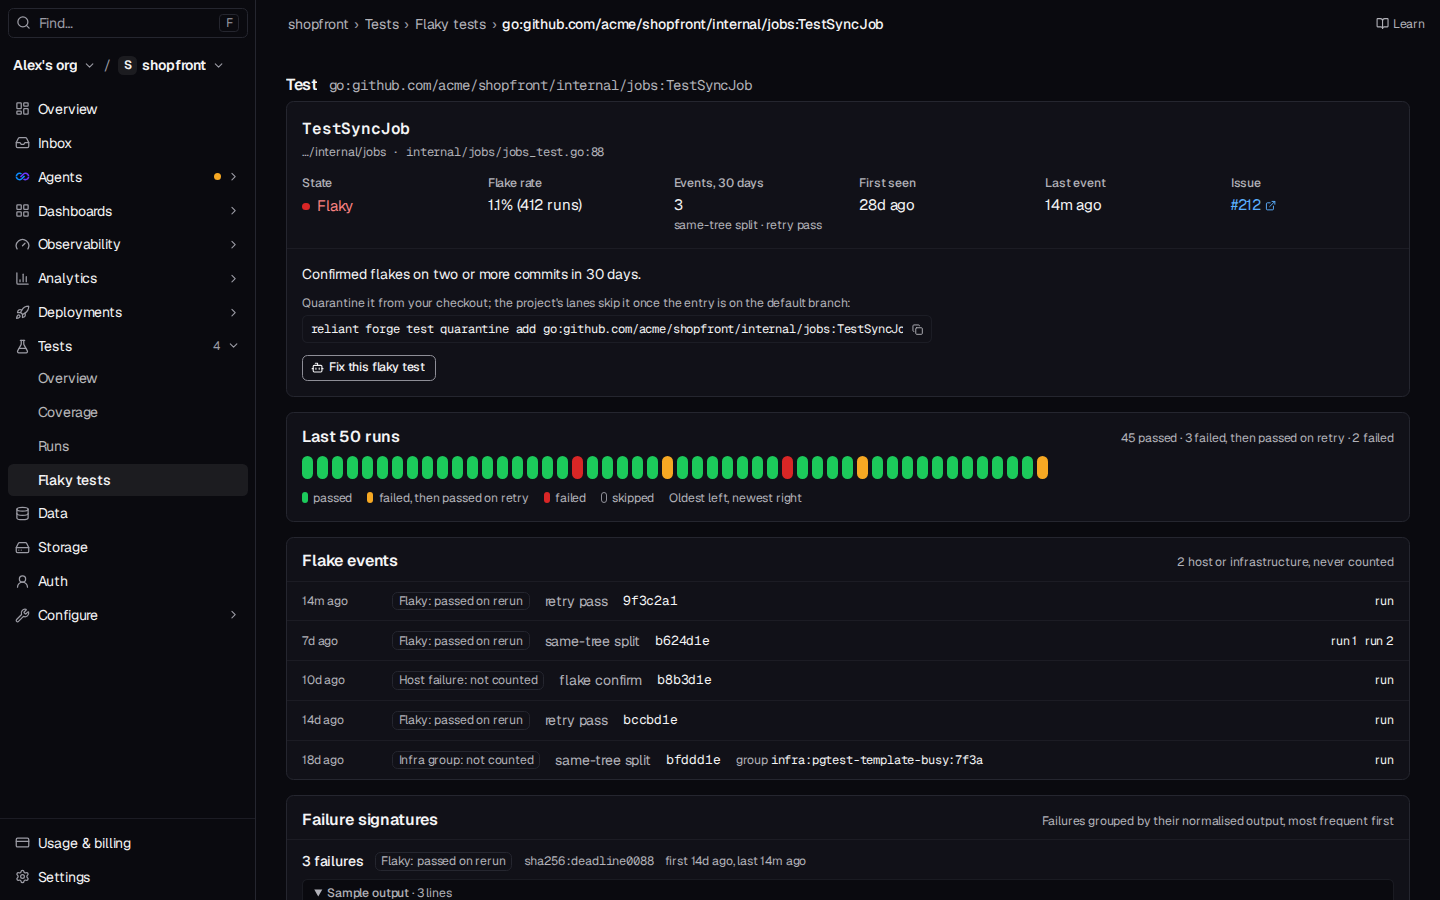 Find...
F
Alex's org / S shopfront
Overview
Inbox
Agents
Dashboards
Observability
Analytics
Deployments
Tests 4
Overview
Coverage
Runs
Flaky tests
Data
Storage
Auth
Configure
Usage & billing
Settings
shopfront › Tests › Flaky tests › go:github.com/acme/shopfront/internal/jobs:TestSyncJob
Learn
Test go:github.com/acme/shopfront/internal/jobs:TestSyncJob
TestSyncJob
…/internal/jobs · internal/jobs/jobs_test.go:88
State Flake rate Events, 30 days First seen Last event Issue
Flaky 1.1% (412 runs) 3 28d ago 14m ago #212
same-tree split · retry pass
Confirmed flakes on two or more commits in 30 days.
Quarantine it from your checkout; the project's lanes skip it once the entry is on the default branch:
reliant forge test quarantine add go:github.com/acme/shopfront/internal/jobs:TestSyncJc
Fix this flaky test
Last 50 runs
45 passed · 3 failed, then passed on retry · 2 failed
passed failed, then passed on retry failed skipped Oldest left, newest right
Flake events
2 host or infrastructure, never counted
14m ago Flaky: passed on rerun retry pass 9f3c2a1 run
7d ago Flaky: passed on rerun same-tree split b624d1e run 1 run 2
10d ago Host failure: not counted flake confirm b8b3d1e run
14d ago Flaky: passed on rerun retry pass bccbd1e run
18d ago Infra group: not counted same-tree split bfddd1e group infra:pgtest-template-busy:7f3a run
Failure signatures
Failures grouped by their normalised output, most frequent first
3 failures Flaky: passed on rerun sha256:deadline0088 first 14d ago, last 14m ago
▼ Sample output · 3 lines